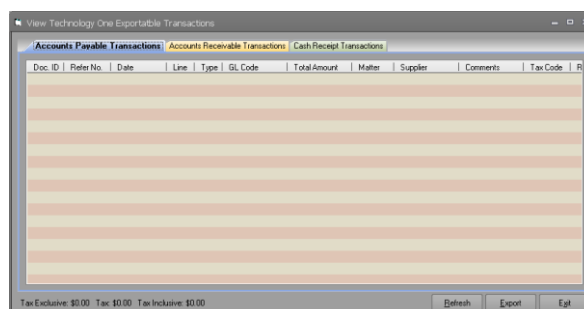 View Technology One Exportatble Transactions
Accounts Payable Transactions Accounts Receivable Transactions Cash Receipt Transactions
Doc. ID Refer No. Date Line Type GL Code Total Amount Matter Supplier Comments Tax Code R
Tax Exclusive: $0.00 Tax: $0.00 Tax Inclusive: $0.00 Refresh Export Exit